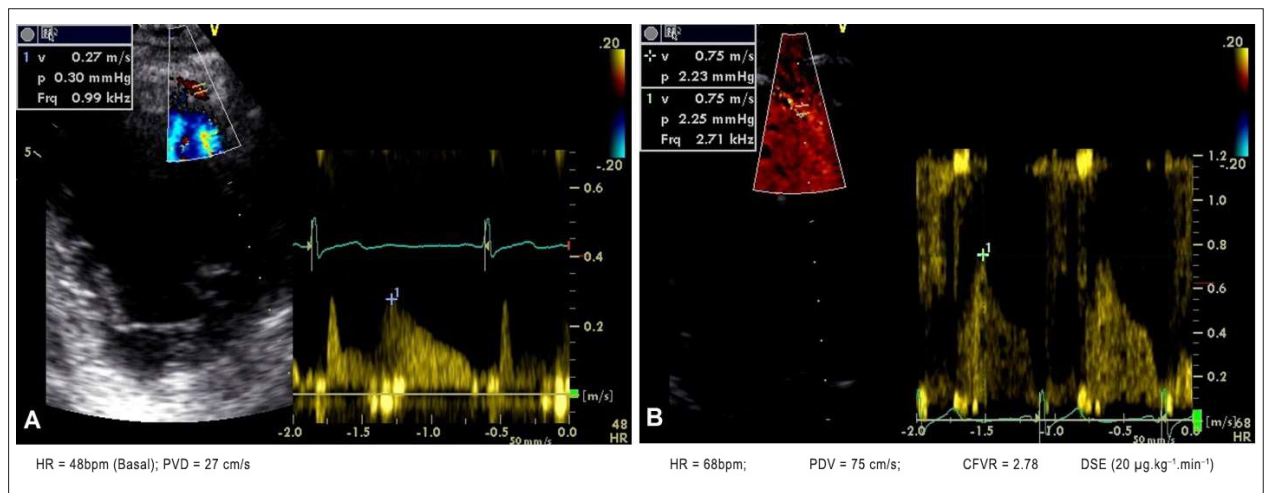 V
1 v 0.27 m/s
p 0.30 mmHg
Frq 0.99 kHz
.20
-.20
5
0.6
0.4
1
0.2
[m/s]
48
HR
-2.0 -1.5 -1.0 -0.5 0.0
50 mm/s
A
V
v 0.75 m/s
p 2.23 mmHg
1 v 0.75 m/s
p 2.25 mmHg
Frq 2.71 kHz
.20
-.20
1.2
1.0
0.8
1
0.6
0.4
0.2
[m/s]
68
HR
-2.0 -1.5 -1.0 -0.5 0.0
50 mm/s
B
HR = 48bpm (Basal); PVD = 27 cm/s
HR = 68bpm; PDV = 75 cm/s; CFVR = 2.78 DSE (20 µg.kg⁻¹.min⁻¹)